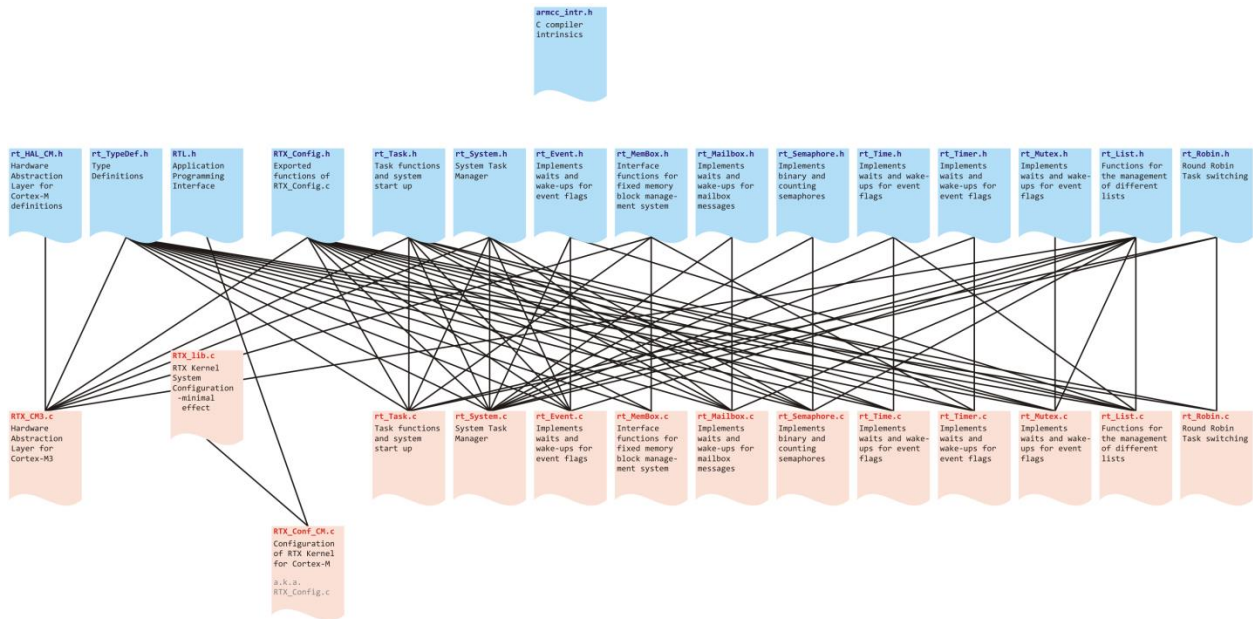 armcc_intr.h
C compiler
intrinsics
rt_HAL_CM.h
Hardware
Abstraction
Layer for
Cortex-M
definitions
rt_TypeDef.h
Type
Definitions
RTL.h
Application
Programming
Interface
RTX_Config.h
Exported
functions of
RTX_Config.c
rt_Task.h
Task functions
and system
start up
rt_System.h
System Task
Manager
rt_Event.h
Implements
waits and
wake-ups for
event flags
rt_MemBox.h
Interface
functions for
fixed memory
block manage-
ment system
rt_Mailbox.h
Implements
waits and
wake-ups for
mailbox
messages
rt_Semaphore.h
Implements
binary and
counting
semaphores
rt_Time.h
Implements
waits and wake-
ups for event
flags
rt_Timer.h
Implements
waits and wake-
ups for event
flags
rt_Mutex.h
Implements
waits and wake-
ups for event
flags
rt_List.h
Functions for
the management
of different
lists
rt_Robin.h
Round Robin
Task switching
RTX_lib.c
RTX Kernel
System
Configuration
-minimal
effect
RTX_CM3.c
Hardware
Abstraction
Layer for
Cortex-M3
rt_Task.c
Task functions
and system
start up
rt_System.c
System Task
Manager
rt_Event.c
Implements
waits and
wake-ups for
event flags
rt_MemBox.c
Interface
functions for
fixed memory
block manage-
ment system
rt_Mailbox.c
Implements
waits and
wake-ups for
mailbox
messages
rt_Semaphore.c
Implements
binary and
counting
semaphores
rt_Time.c
Implements
waits and wake-
ups for event
flags
rt_Timer.c
Implements
waits and wake-
ups for event
flags
rt_Mutex.c
Implements
waits and wake-
ups for event
flags
rt_List.c
Functions for
the management
of different
lists
rt_Robin.c
Round Robin
Task switching
RTX_Conf_CM.c
Configuration
of RTX Kernel
for Cortex-M
a.k.a.
RTX_Config.c